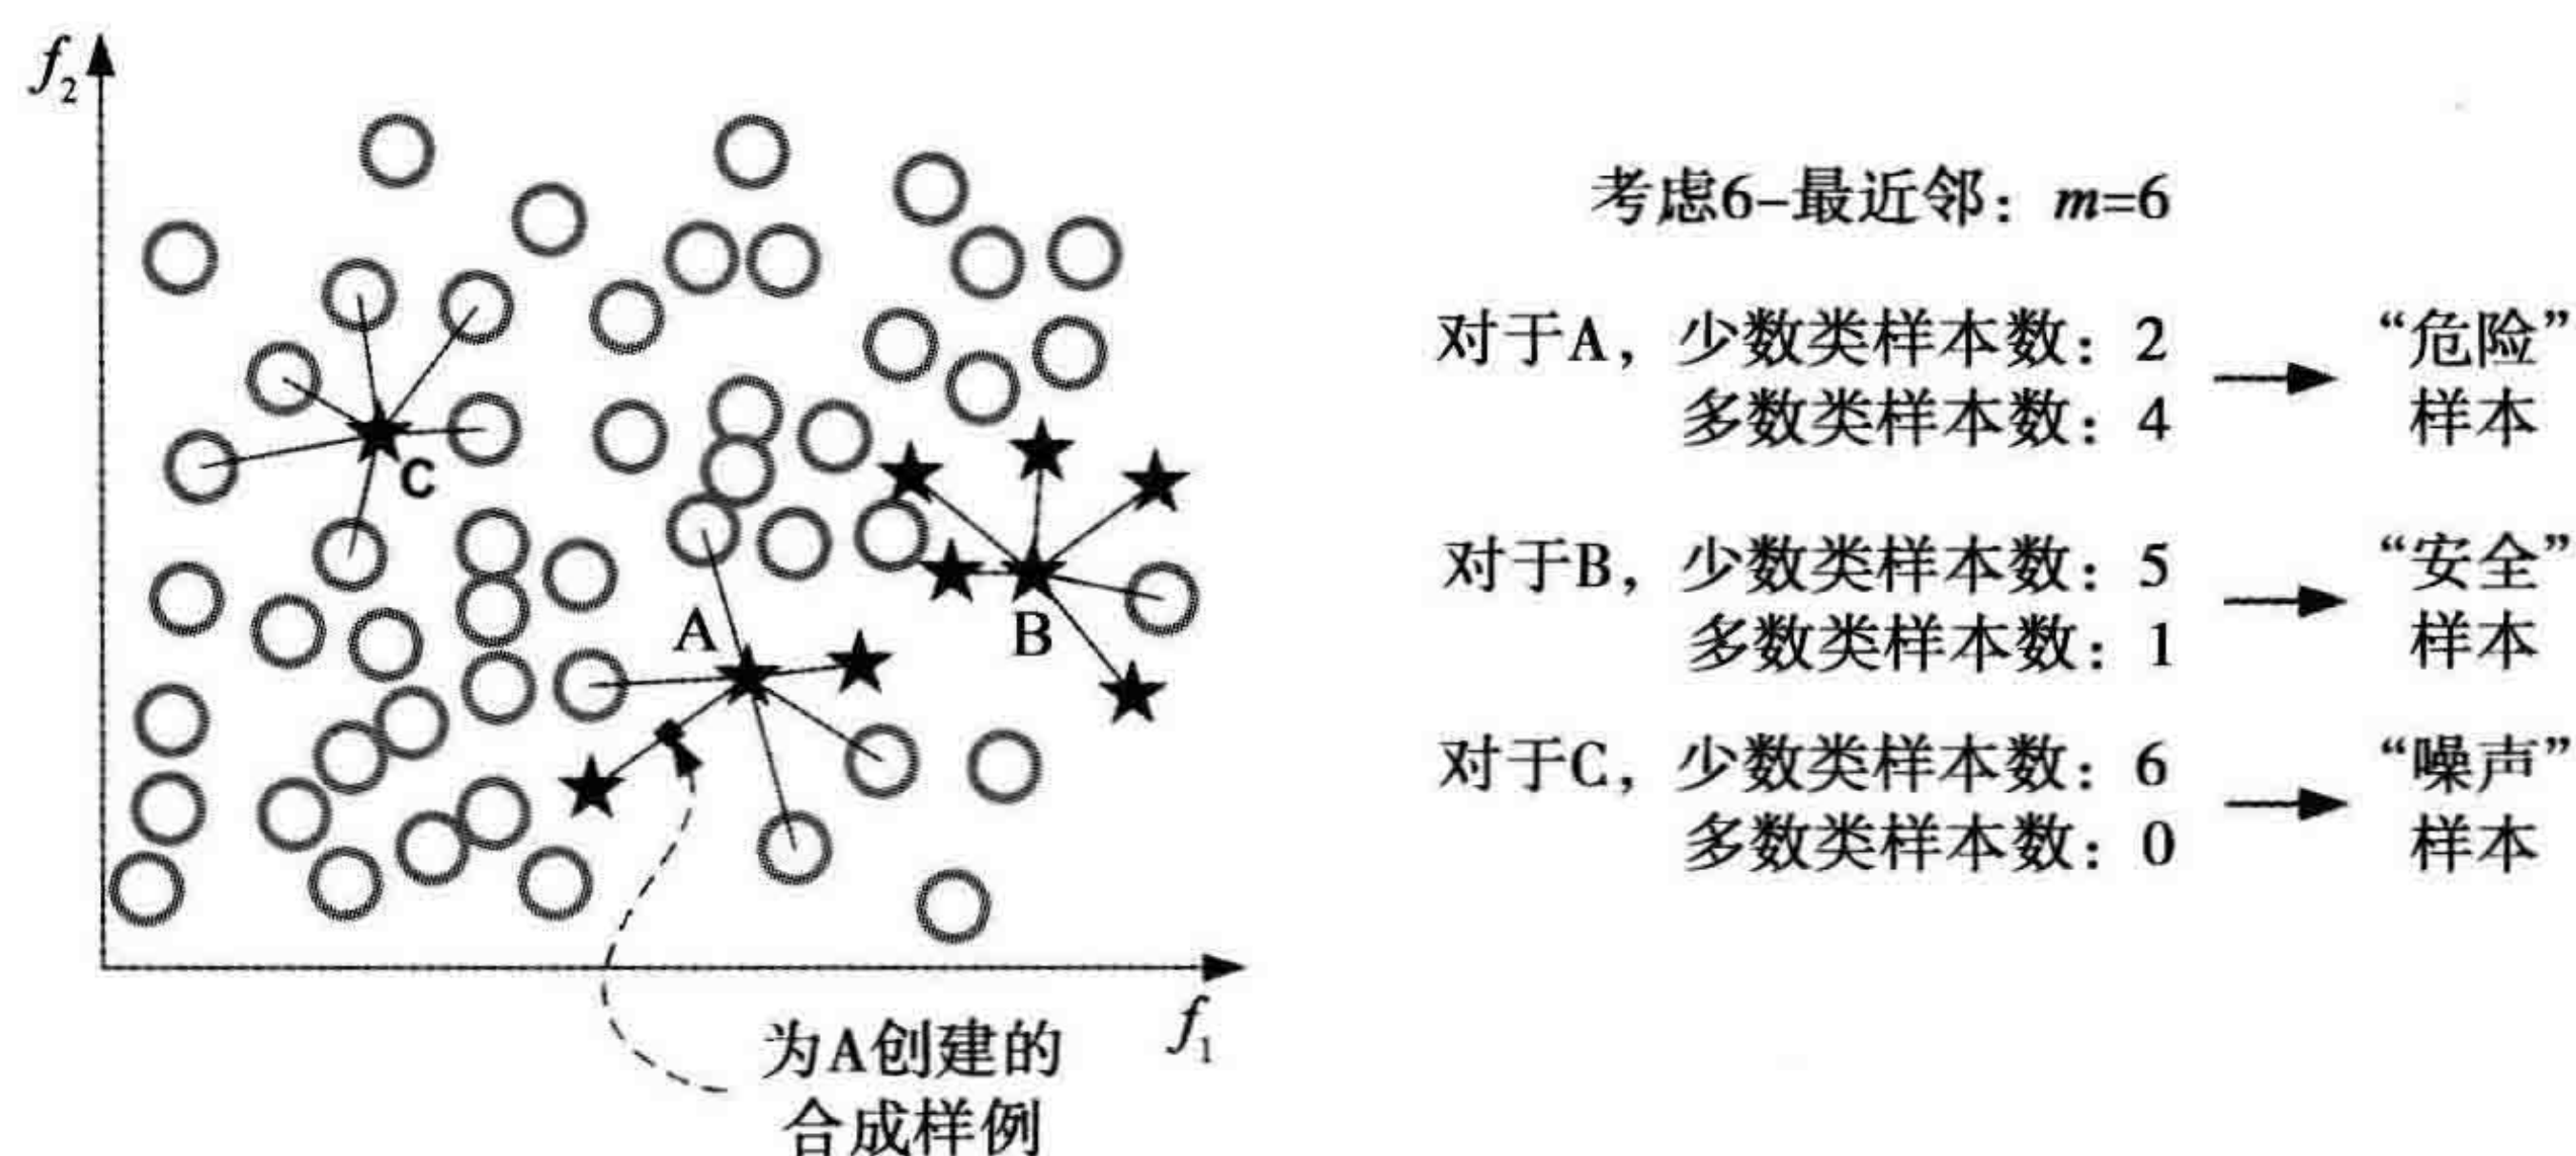 f₂
C
A
B
f₁
为A创建的
合成样例
考虑6-最近邻：m=6
对于A，少数类样本数：2
多数类样本数：4
“危险”
样本
对于B，少数类样本数：5
多数类样本数：1
“安全”
样本
对于C，少数类样本数：6
多数类样本数：0
“噪声”
样本